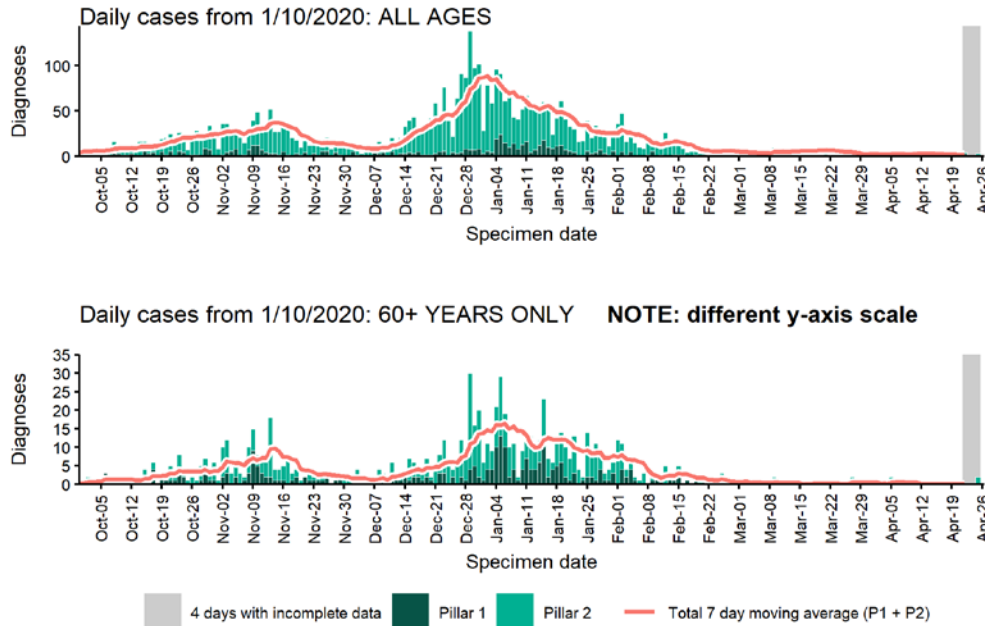 Daily cases from 1/10/2020: ALL AGES
Diagnoses
100
50
0
Oct-05 Oct-12 Oct-19 Oct-26 Nov-02 Nov-09 Nov-16 Nov-23 Nov-30 Dec-07 Dec-14 Dec-21 Dec-28 Jan-04 Jan-11 Jan-18 Jan-25 Feb-01 Feb-08 Feb-15 Feb-22 Mar-01 Mar-08 Mar-15 Mar-22 Mar-29 Apr-05 Apr-12 Apr-19 Apr-26
Specimen date
Daily cases from 1/10/2020: 60+ YEARS ONLY NOTE: different y-axis scale
Diagnoses
35
30
25
20
15
10
5
0
Oct-05 Oct-12 Oct-19 Oct-26 Nov-02 Nov-09 Nov-16 Nov-23 Nov-30 Dec-07 Dec-14 Dec-21 Dec-28 Jan-04 Jan-11 Jan-18 Jan-25 Feb-01 Feb-08 Feb-15 Feb-22 Mar-01 Mar-08 Mar-15 Mar-22 Mar-29 Apr-05 Apr-12 Apr-19 Apr-26
Specimen date
4 days with incomplete data Pillar 1 Pillar 2 Total 7 day moving average (P1 + P2)